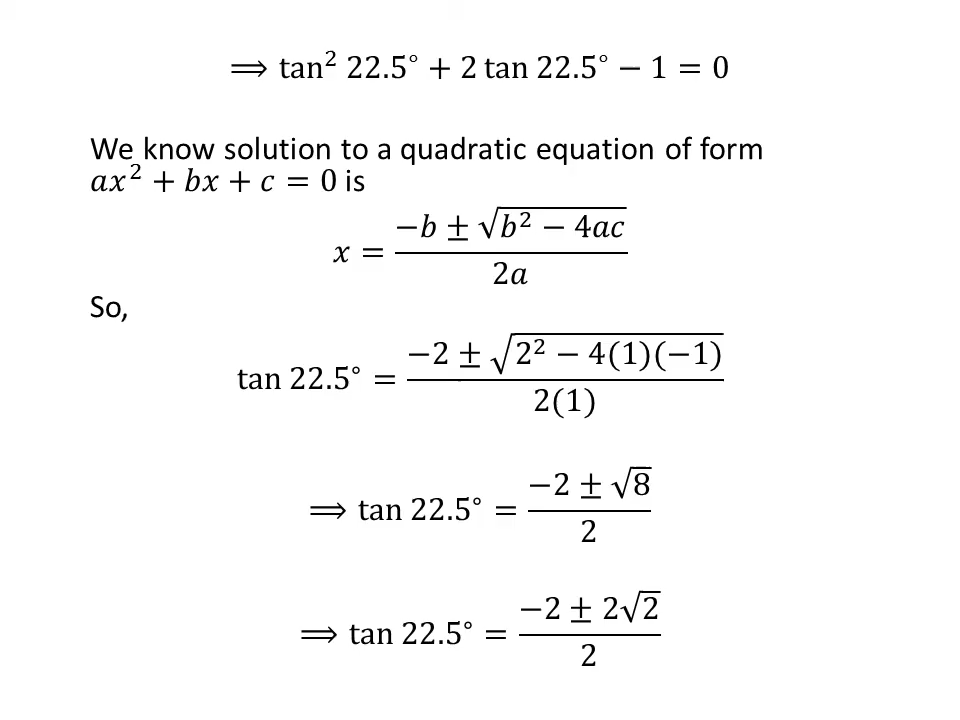 ⟹ tan² 22.5° + 2 tan 22.5° − 1 = 0
We know solution to a quadratic equation of form
𝑎𝑥² + 𝑏𝑥 + 𝑐 = 0 is
𝑥 = (−𝑏 ± √(𝑏² − 4𝑎𝑐)) / 2𝑎
So,
tan 22.5° = (−2 ± √(2² − 4(1)(−1))) / 2(1)
⟹ tan 22.5° = (−2 ± √8) / 2
⟹ tan 22.5° = (−2 ± 2√2) / 2